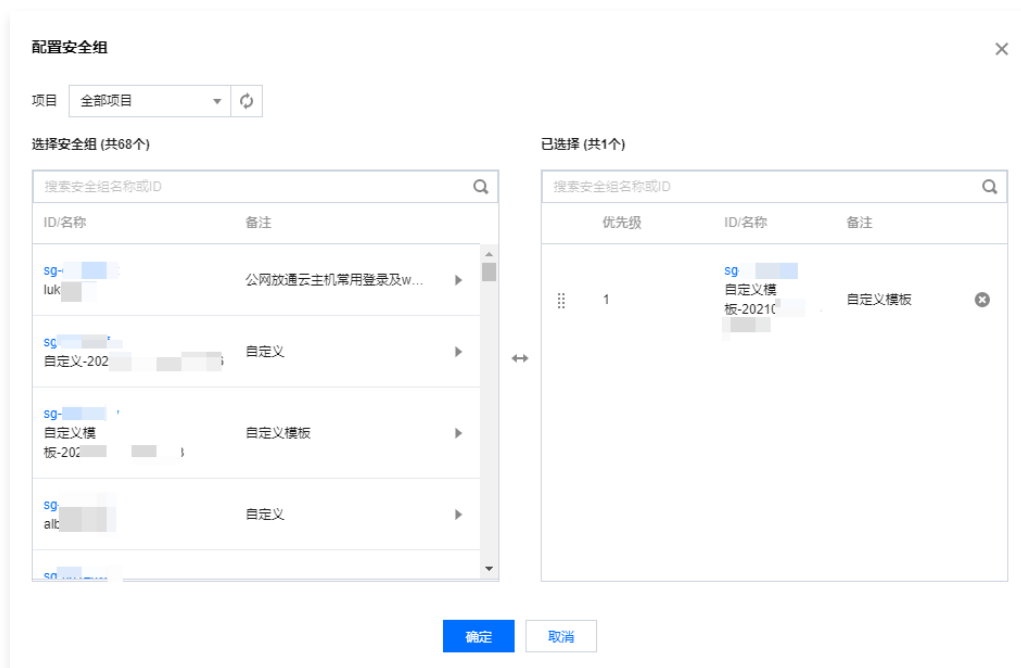 配置安全组
项目 全部项目
选择安全组 (共68个)
已选择 (共1个)
搜索安全组名称或ID
搜索安全组名称或ID
ID/名称 备注
优先级 ID/名称 备注
sg-
luk
公网放通云主机常用登录及w...
sg
自定义-202
自定义
sg-
自定义模
板-202
自定义模板
sg
alb
自定义
sg
1
sg
自定义模
板-2021
自定义模板
确定 取消